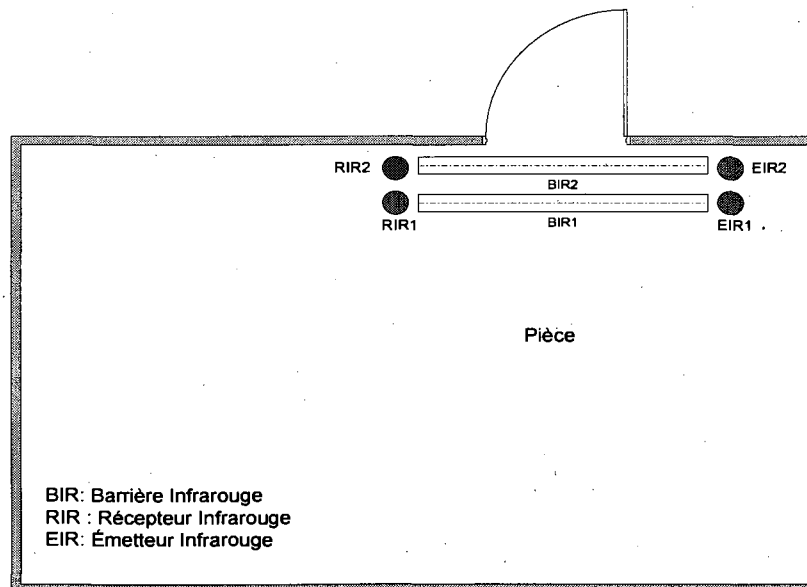 RIR2
EIR2
BIR2
RIR1
BIR1
EIR1
Pièce
BIR: Barrière Infrarouge
RIR : Récepteur Infrarouge
EIR: Émetteur Infrarouge